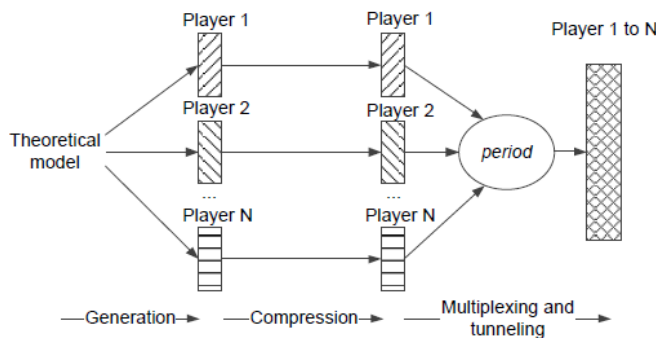 Player 1
Player 1
Player 1 to N
Player 2
Player 2
Theoretical
model
period
...
...
Player N
Player N
Generation
Compression
Multiplexing and
tunneling